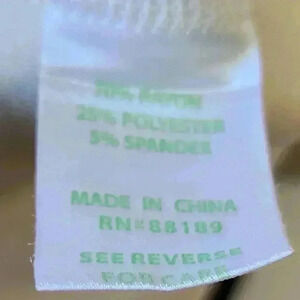 70% RAYON
25% POLYESTER
5% SPANDEX
MADE IN CHINA
RN# 88189
SEE REVERSE
FOR CARE